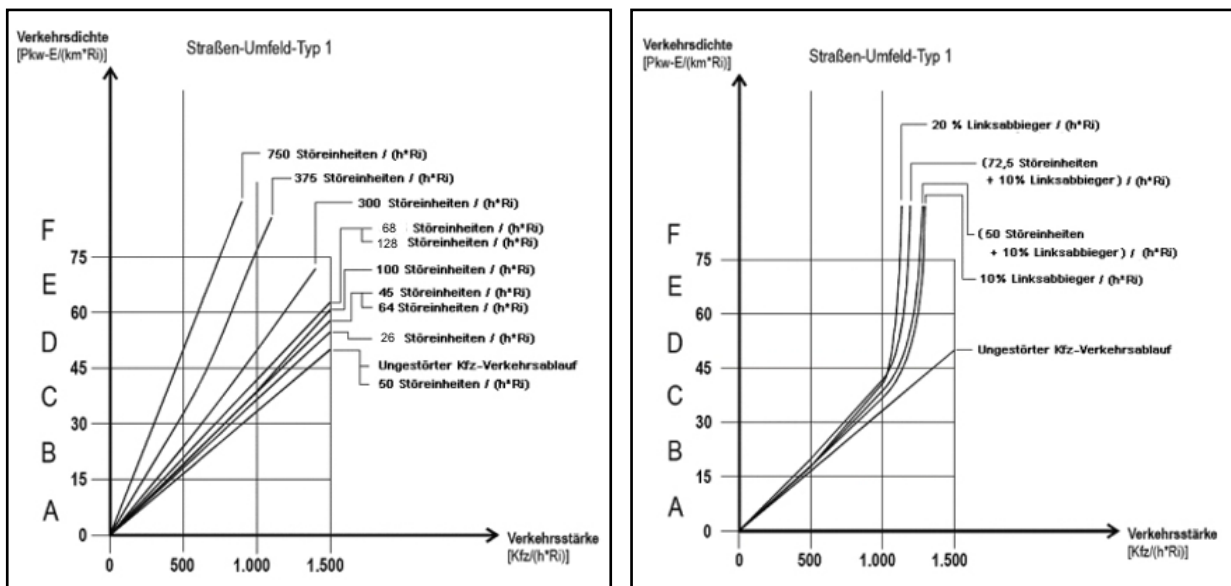 Verkehrsdichte
[Pkw-E/(km*Ri)]
Straßen-Umfeld-Typ 1
750 Störeinheiten / (h*Ri)
375 Störeinheiten / (h*Ri)
300 Störeinheiten / (h*Ri)
68 Störeinheiten / (h*Ri)
128 Störeinheiten / (h*Ri)
100 Störeinheiten / (h*Ri)
45 Störeinheiten / (h*Ri)
64 Störeinheiten / (h*Ri)
26 Störeinheiten / (h*Ri)
Ungestörter Kfz-Verkehrsablauf
50 Störeinheiten / (h*Ri)
F
75
E
60
D
45
C
30
B
15
A
0
0
500
1.000
1.500
Verkehrsstärke
[Kfz/(h*Ri)]
Verkehrsdichte
[Pkw-E/(km*Ri)]
Straßen-Umfeld-Typ 1
20 % Linksabbieger / (h*Ri)
(72,5 Störeinheiten
+ 10% Linksabbieger) / (h*Ri)
(50 Störeinheiten
+ 10% Linksabbieger) / (h*Ri)
10% Linksabbieger / (h*Ri)
Ungestörter Kfz-Verkehrsablauf
F
75
E
60
D
45
C
30
B
15
A
0
0
500
1.000
1.500
Verkehrsstärke
[Kfz/(h*Ri)]